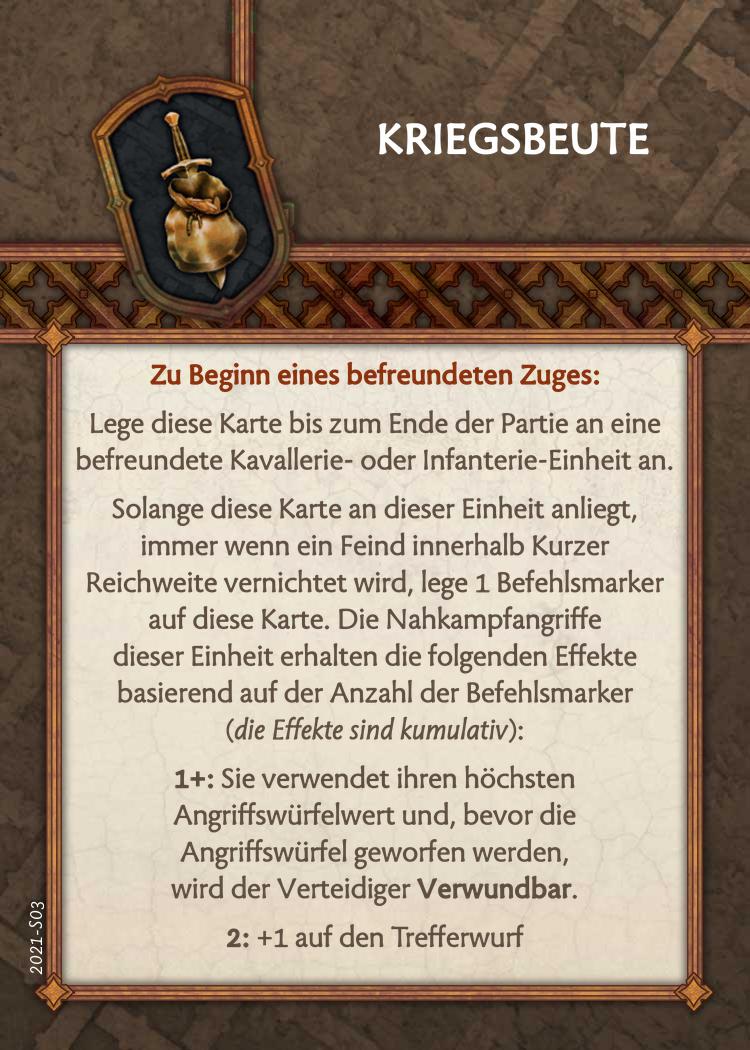 KRIEGSBEUTE
Zu Beginn eines befreundeten Zuges:
Lege diese Karte bis zum Ende der Partie an eine
befreundete Kavallerie- oder Infanterie-Einheit an.
Solange diese Karte an dieser Einheit anliegt,
immer wenn ein Feind innerhalb Kurzer
Reichweite vernichtet wird, lege 1 Befehlsmarker
auf diese Karte. Die Nahkampfangriffe
dieser Einheit erhalten die folgenden Effekte
basierend auf der Anzahl der Befehlsmarker
(die Effekte sind kumulativ):
1+: Sie verwendet ihren höchsten
Angriffswürfelwert und, bevor die
Angriffswürfel geworfen werden,
wird der Verteidiger Verwundbar.
2: +1 auf den Trefferwurf
2021-S03